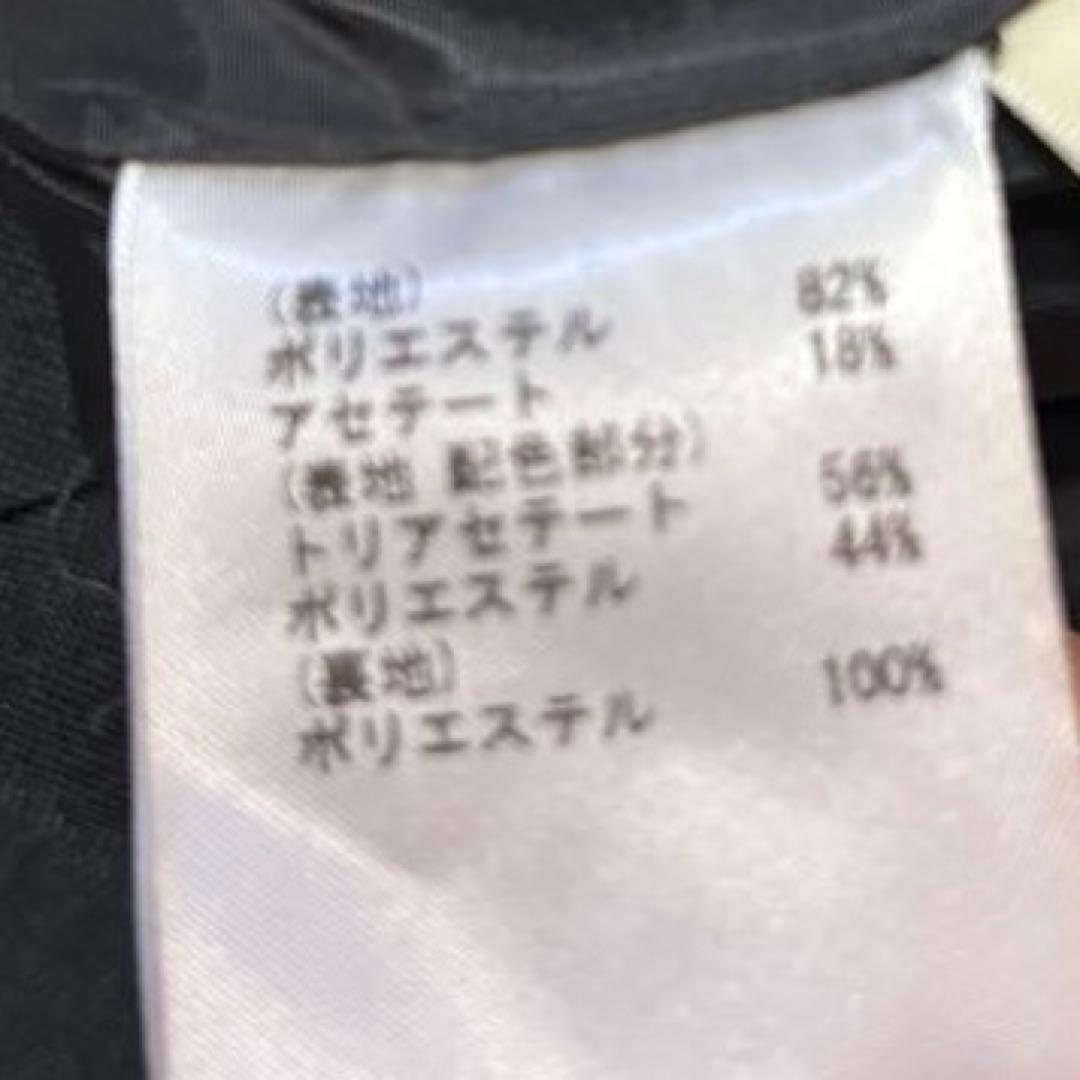 (表地)
ポリエステル 82%
アセテート 18%
(表地 配色部分)
トリアセテート 56%
ポリエステル 44%
(裏地)
ポリエステル 100%